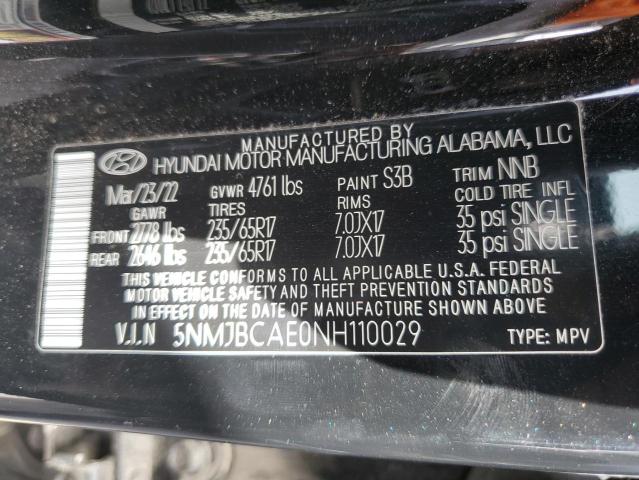 MANUFACTURED BY
HYUNDAI MOTOR MANUFACTURING ALABAMA, LLC
Mar/23/22 GVWR 4761 lbs PAINT S3B TRIM NNB
GAWR TIRES RIMS COLD TIRE INFL
FRONT 2778 lbs 235/65R17 7.0JX17 35 psi SINGLE
REAR 2646 lbs 235/65R17 7.0JX17 35 psi SINGLE
THIS VEHICLE CONFORMS TO ALL APPLICABLE U.S.A. FEDERAL
MOTOR VEHICLE SAFETY AND THEFT PREVENTION STANDARDS
IN EFFECT ON THE DATE OF MANUFACTURE SHOWN ABOVE.
V.I.N 5NMJBCAE0NH110029 TYPE: MPV